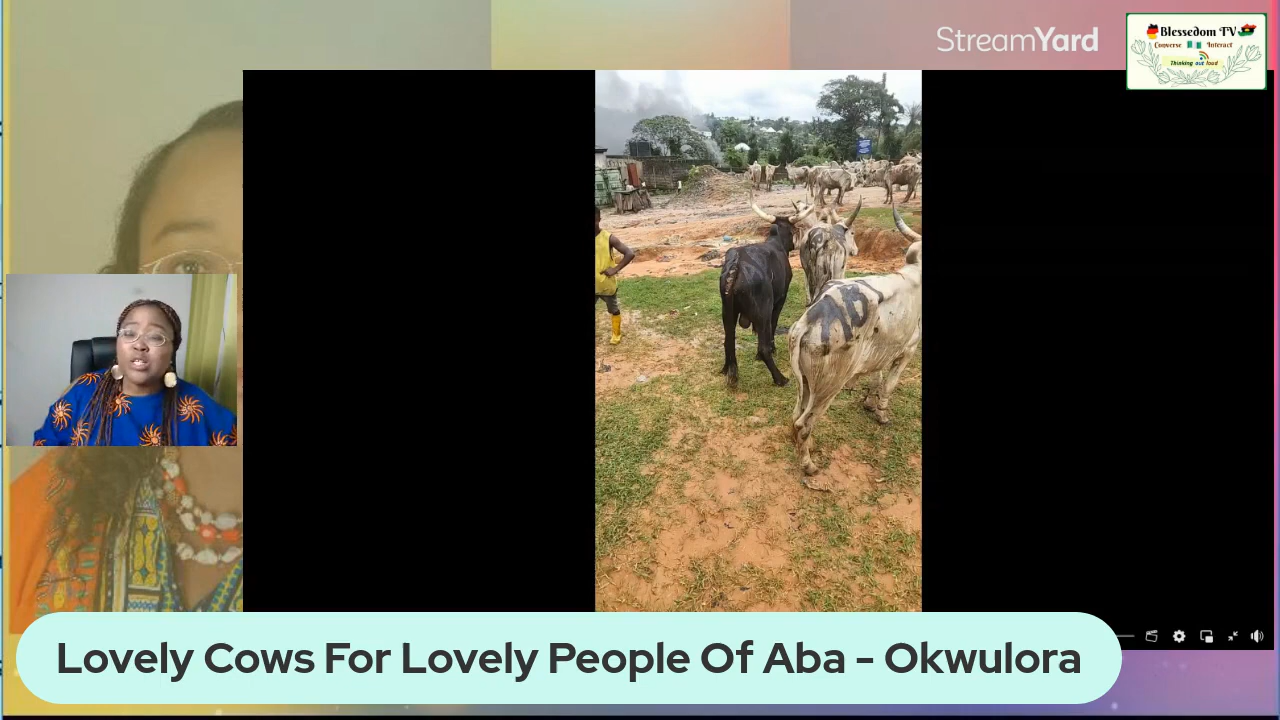 StreamYard
Blessedom TV
Converse Interact
Thinking out loud
Lovely Cows For Lovely People Of Aba - Okwulora